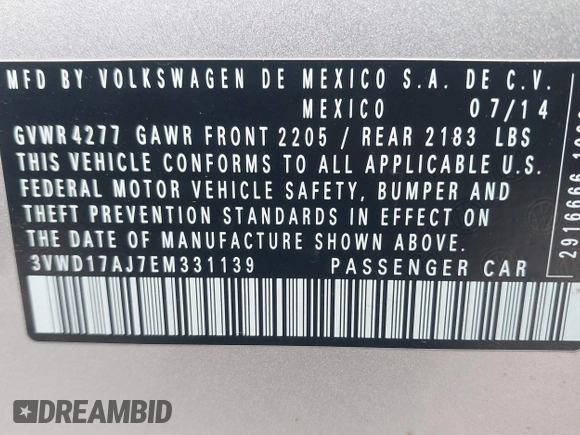 MFD BY VOLKSWAGEN DE MEXICO S.A. DE C.V.
MEXICO 07/14
GVWR 4277 GAWR FRONT 2205 / REAR 2183 LBS
THIS VEHICLE CONFORMS TO ALL APPLICABLE U.S.
FEDERAL MOTOR VEHICLE SAFETY, BUMPER AND
THEFT PREVENTION STANDARDS IN EFFECT ON
THE DATE OF MANUFACTURE SHOWN ABOVE.
3VWD17AJ7EM331139 PASSENGER CAR
2916666
DREAMBID